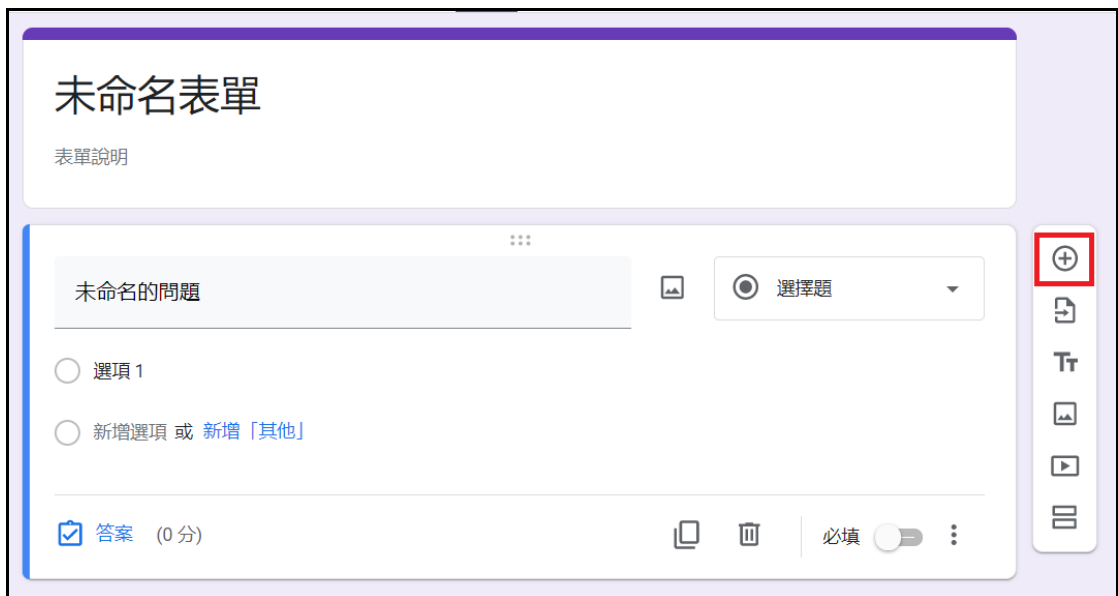 未命名表單
表單說明
未命名的問題
選擇題
選項 1
新增選項 或 新增「其他」
答案 (0 分)
必填
Tт